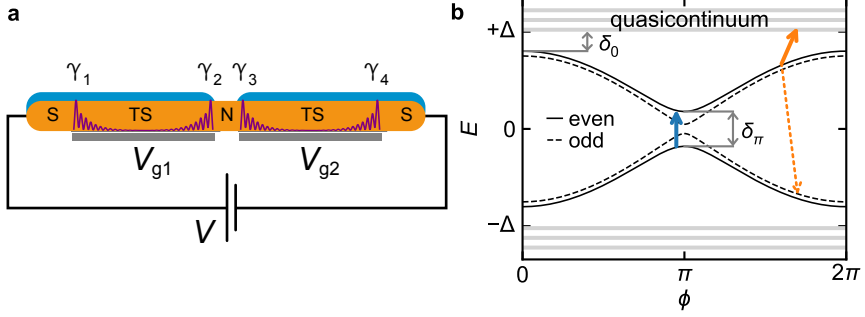 a
γ1 γ2 γ3 γ4
S TS N TS S
Vg1 Vg2
V
b
quasicontinuum
+Δ
δ0
E
0
even
odd
δπ
−Δ
0 π 2π
ϕ